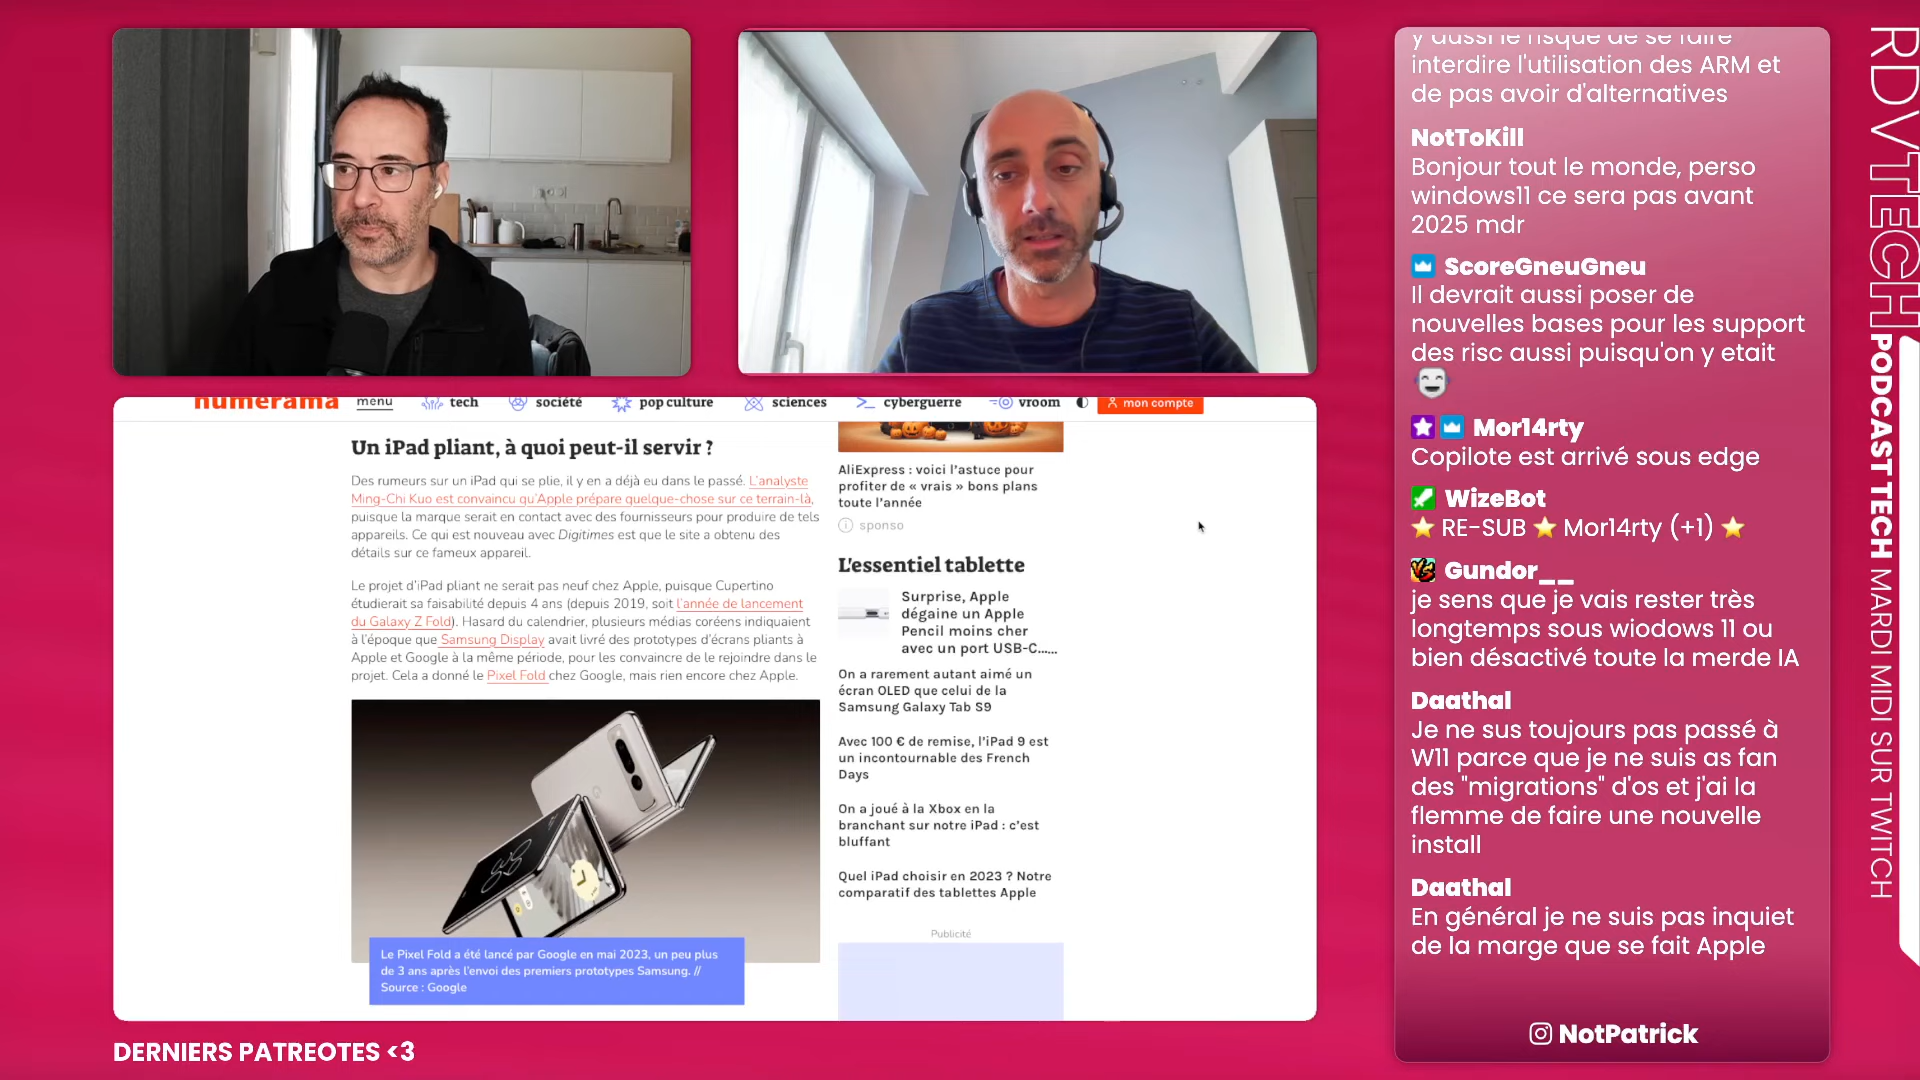 numerama
menu
tech
société
pop culture
sciences
cyberguerre
vroom
mon compte
Un iPad pliant, à quoi peut-il servir ?
Des rumeurs sur un iPad qui se plie, il y en a déjà eu dans le passé. L’analyste
Ming-Chi Kuo est convaincu qu’Apple prépare quelque-chose sur ce terrain-là,
puisque la marque serait en contact avec des fournisseurs pour produire de tels
appareils. Ce qui est nouveau avec Digitimes est que le site a obtenu des
détails sur ce fameux appareil.
Le projet d’iPad pliant ne serait pas neuf chez Apple, puisque Cupertino
étudierait sa faisabilité depuis 4 ans (depuis 2019, soit l’année de lancement
du Galaxy Z Fold). Hasard du calendrier, plusieurs médias coréens indiquaient
à l’époque que Samsung Display avait livré des prototypes d’écrans pliants à
Apple et Google à la même période, pour les convaincre de le rejoindre dans le
projet. Cela a donné le Pixel Fold chez Google, mais rien encore chez Apple.
Le Pixel Fold a été lancé par Google en mai 2023, un peu plus
de 3 ans après l’envoi des premiers prototypes Samsung. //
Source : Google
AliExpress : voici l’astuce pour
profiter de « vrais » bons plans
toute l’année
sponso
L’essentiel tablette
Surprise, Apple
dégaine un Apple
Pencil moins cher
avec un port USB-C......
On a rarement autant aimé un
écran OLED que celui de la
Samsung Galaxy Tab S9
Avec 100 € de remise, l’iPad 9 est
un incontournable des French
Days
On a joué à la Xbox en la
branchant sur notre iPad : c’est
bluffant
Quel iPad choisir en 2023 ? Notre
comparatif des tablettes Apple
Publicité
DERNIERS PATREOTES <3
y aussi le risque de se faire
interdire l'utilisation des ARM et
de pas avoir d'alternatives
NotToKill
Bonjour tout le monde, perso
windows11 ce sera pas avant
2025 mdr
ScoreGneuGneu
Il devrait aussi poser de
nouvelles bases pour les support
des risc aussi puisqu'on y etait
Mor14rty
Copilote est arrivé sous edge
WizeBot
⭐ RE-SUB ⭐ Mor14rty (+1) ⭐
Gundor__
je sens que je vais rester très
longtemps sous wiodows 11 ou
bien désactivé toute la merde IA
Daathal
Je ne sus toujours pas passé à
W11 parce que je ne suis as fan
des "migrations" d'os et j'ai la
flemme de faire une nouvelle
install
Daathal
En général je ne suis pas inquiet
de la marge que se fait Apple
NotPatrick
RDVTECH PODCAST TECH MARDI MIDI SUR TWITCH